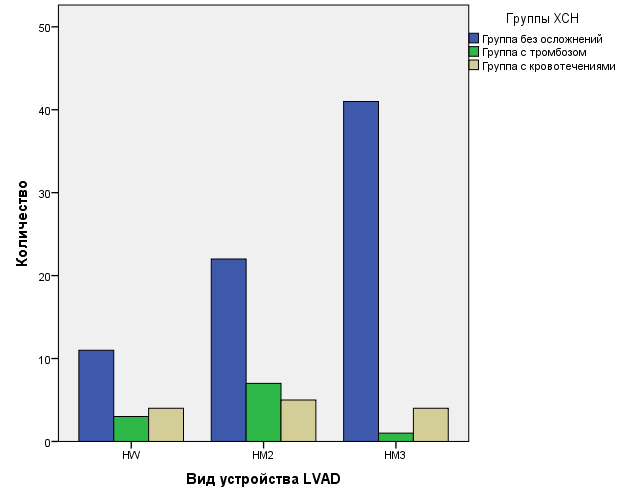 Группы ХСН
Группа без осложнений
Группа с тромбозом
Группа с кровотечениями
Количество
50
40
30
20
10
0
HW
HM2
HM3
Вид устройства LVAD